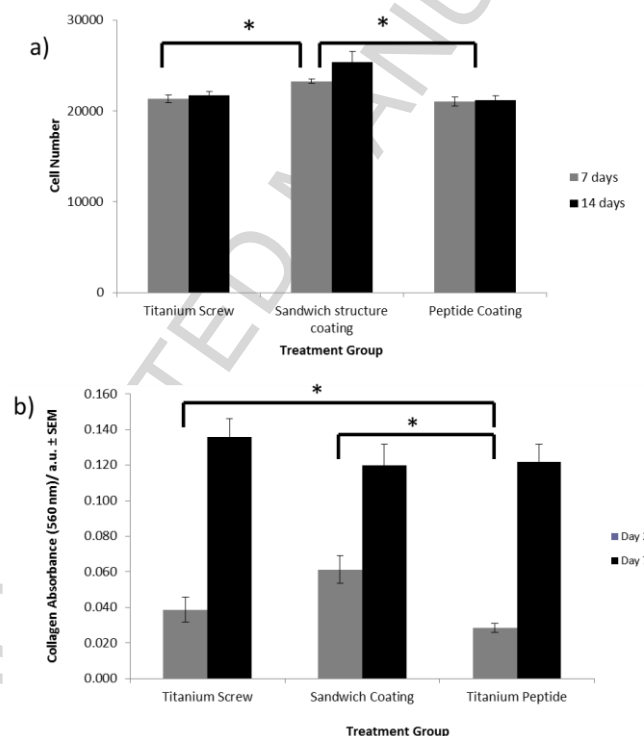 a)
*
*
30000
20000
10000
0
Cell Number
7 days
14 days
Titanium Screw
Sandwich structure
coating
Peptide Coating
Treatment Group
b)
*
*
0.160
0.140
0.120
0.100
0.080
0.060
0.040
0.020
0.000
Collagen Absorbance (560 nm)/ a.u. ± SEM
Day
Day
Titanium Screw
Sandwich Coating
Titanium Peptide
Treatment Group